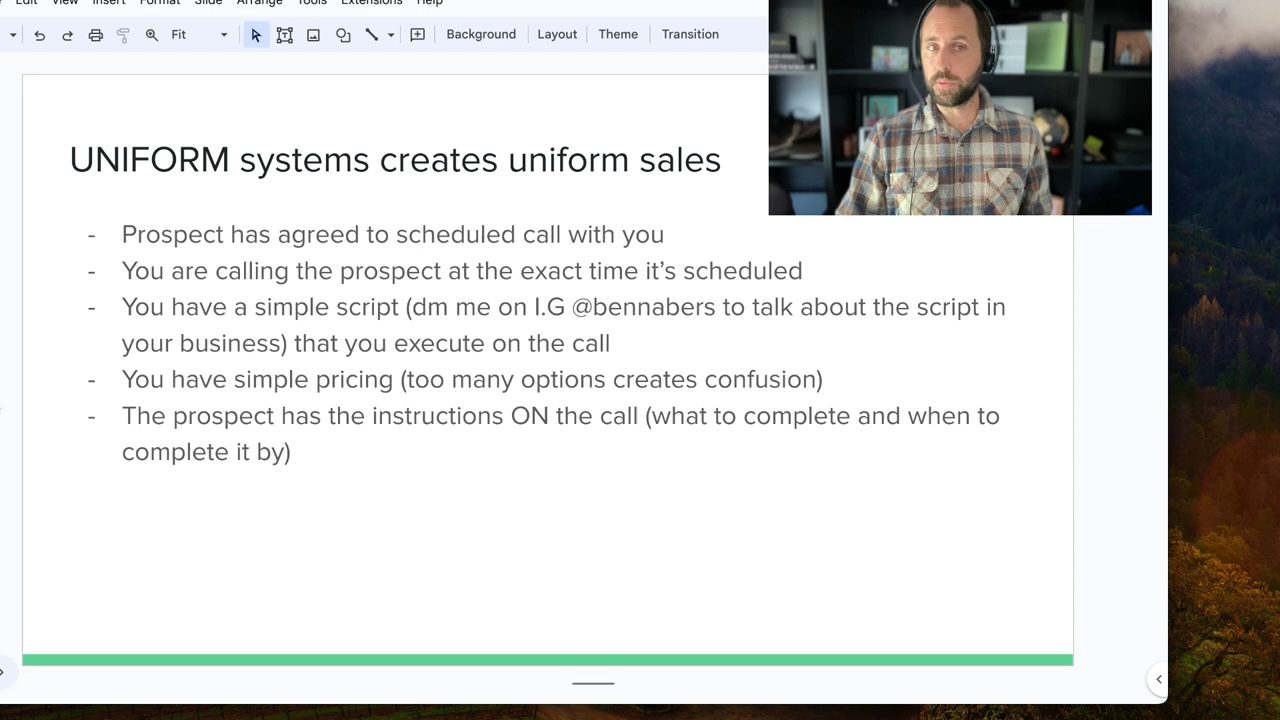 Edit View Insert Format Slide Arrange Tools Extensions Help
Fit Background Layout Theme Transition
UNIFORM systems creates uniform sales
- Prospect has agreed to scheduled call with you
- You are calling the prospect at the exact time it’s scheduled
- You have a simple script (dm me on I.G @bennabers to talk about the script in
your business) that you execute on the call
- You have simple pricing (too many options creates confusion)
- The prospect has the instructions ON the call (what to complete and when to
complete it by)